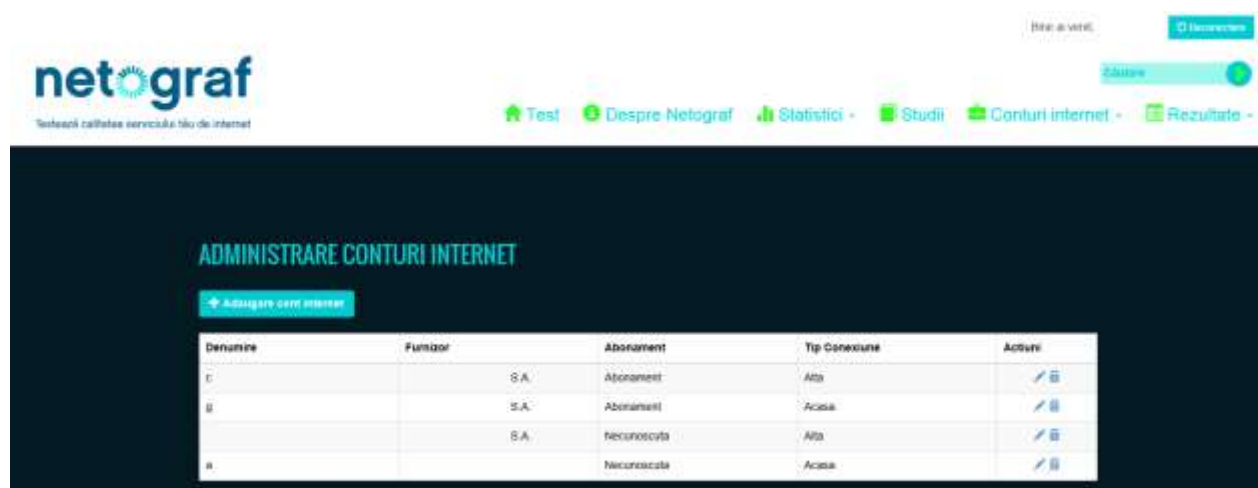 Bine ai venit,
Deconectare
netograf
Testează calitatea serviciului tău de internet
Căutare
Test Despre Netograf Statistici Studii Conturi internet Rezultate
ADMINISTRARE CONTURI INTERNET
Adaugare cont internet
Denumire Furnizor Abonament Tip Conexiune Actiuni
c S.A. Abonament Alta
g S.A. Abonament Acasa
S.A. Necunoscuta Alta
a Necunoscuta Acasa